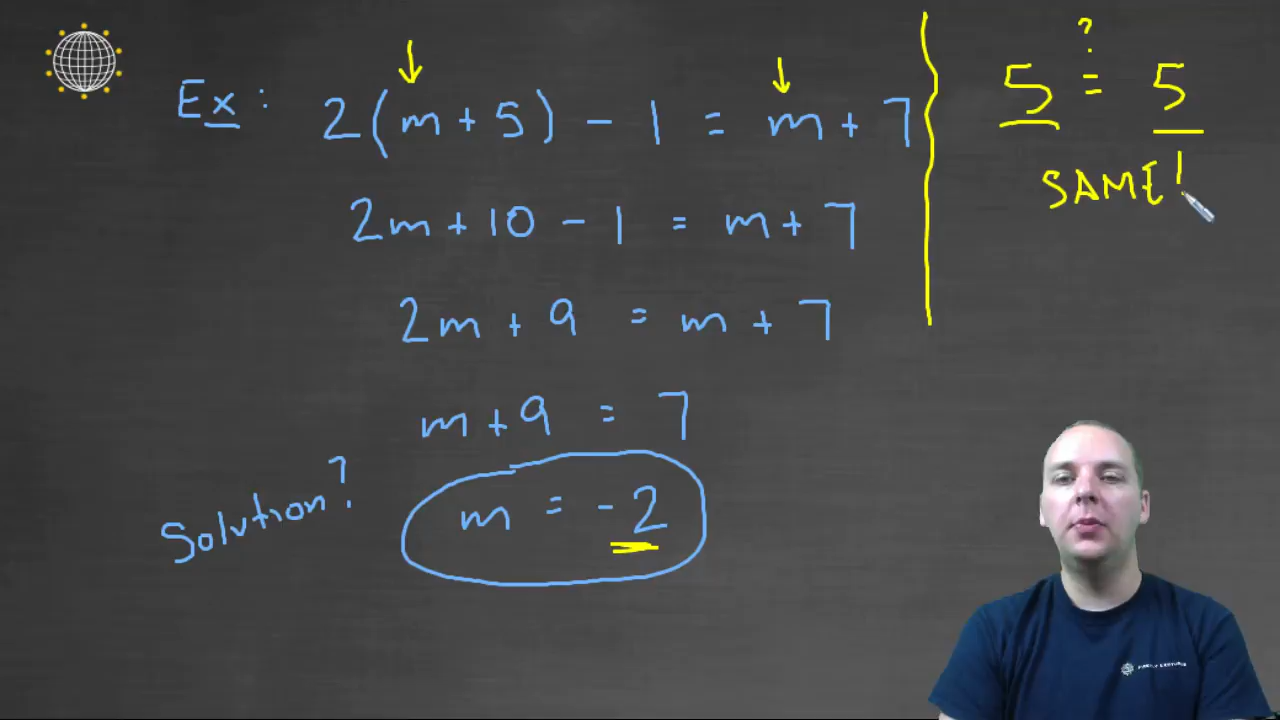 Ex: 2(m+5) - 1 = m + 7
2m + 10 - 1 = m + 7
2m + 9 = m + 7
m + 9 = 7
Solution? m = -2
?
5 = 5
SAME!